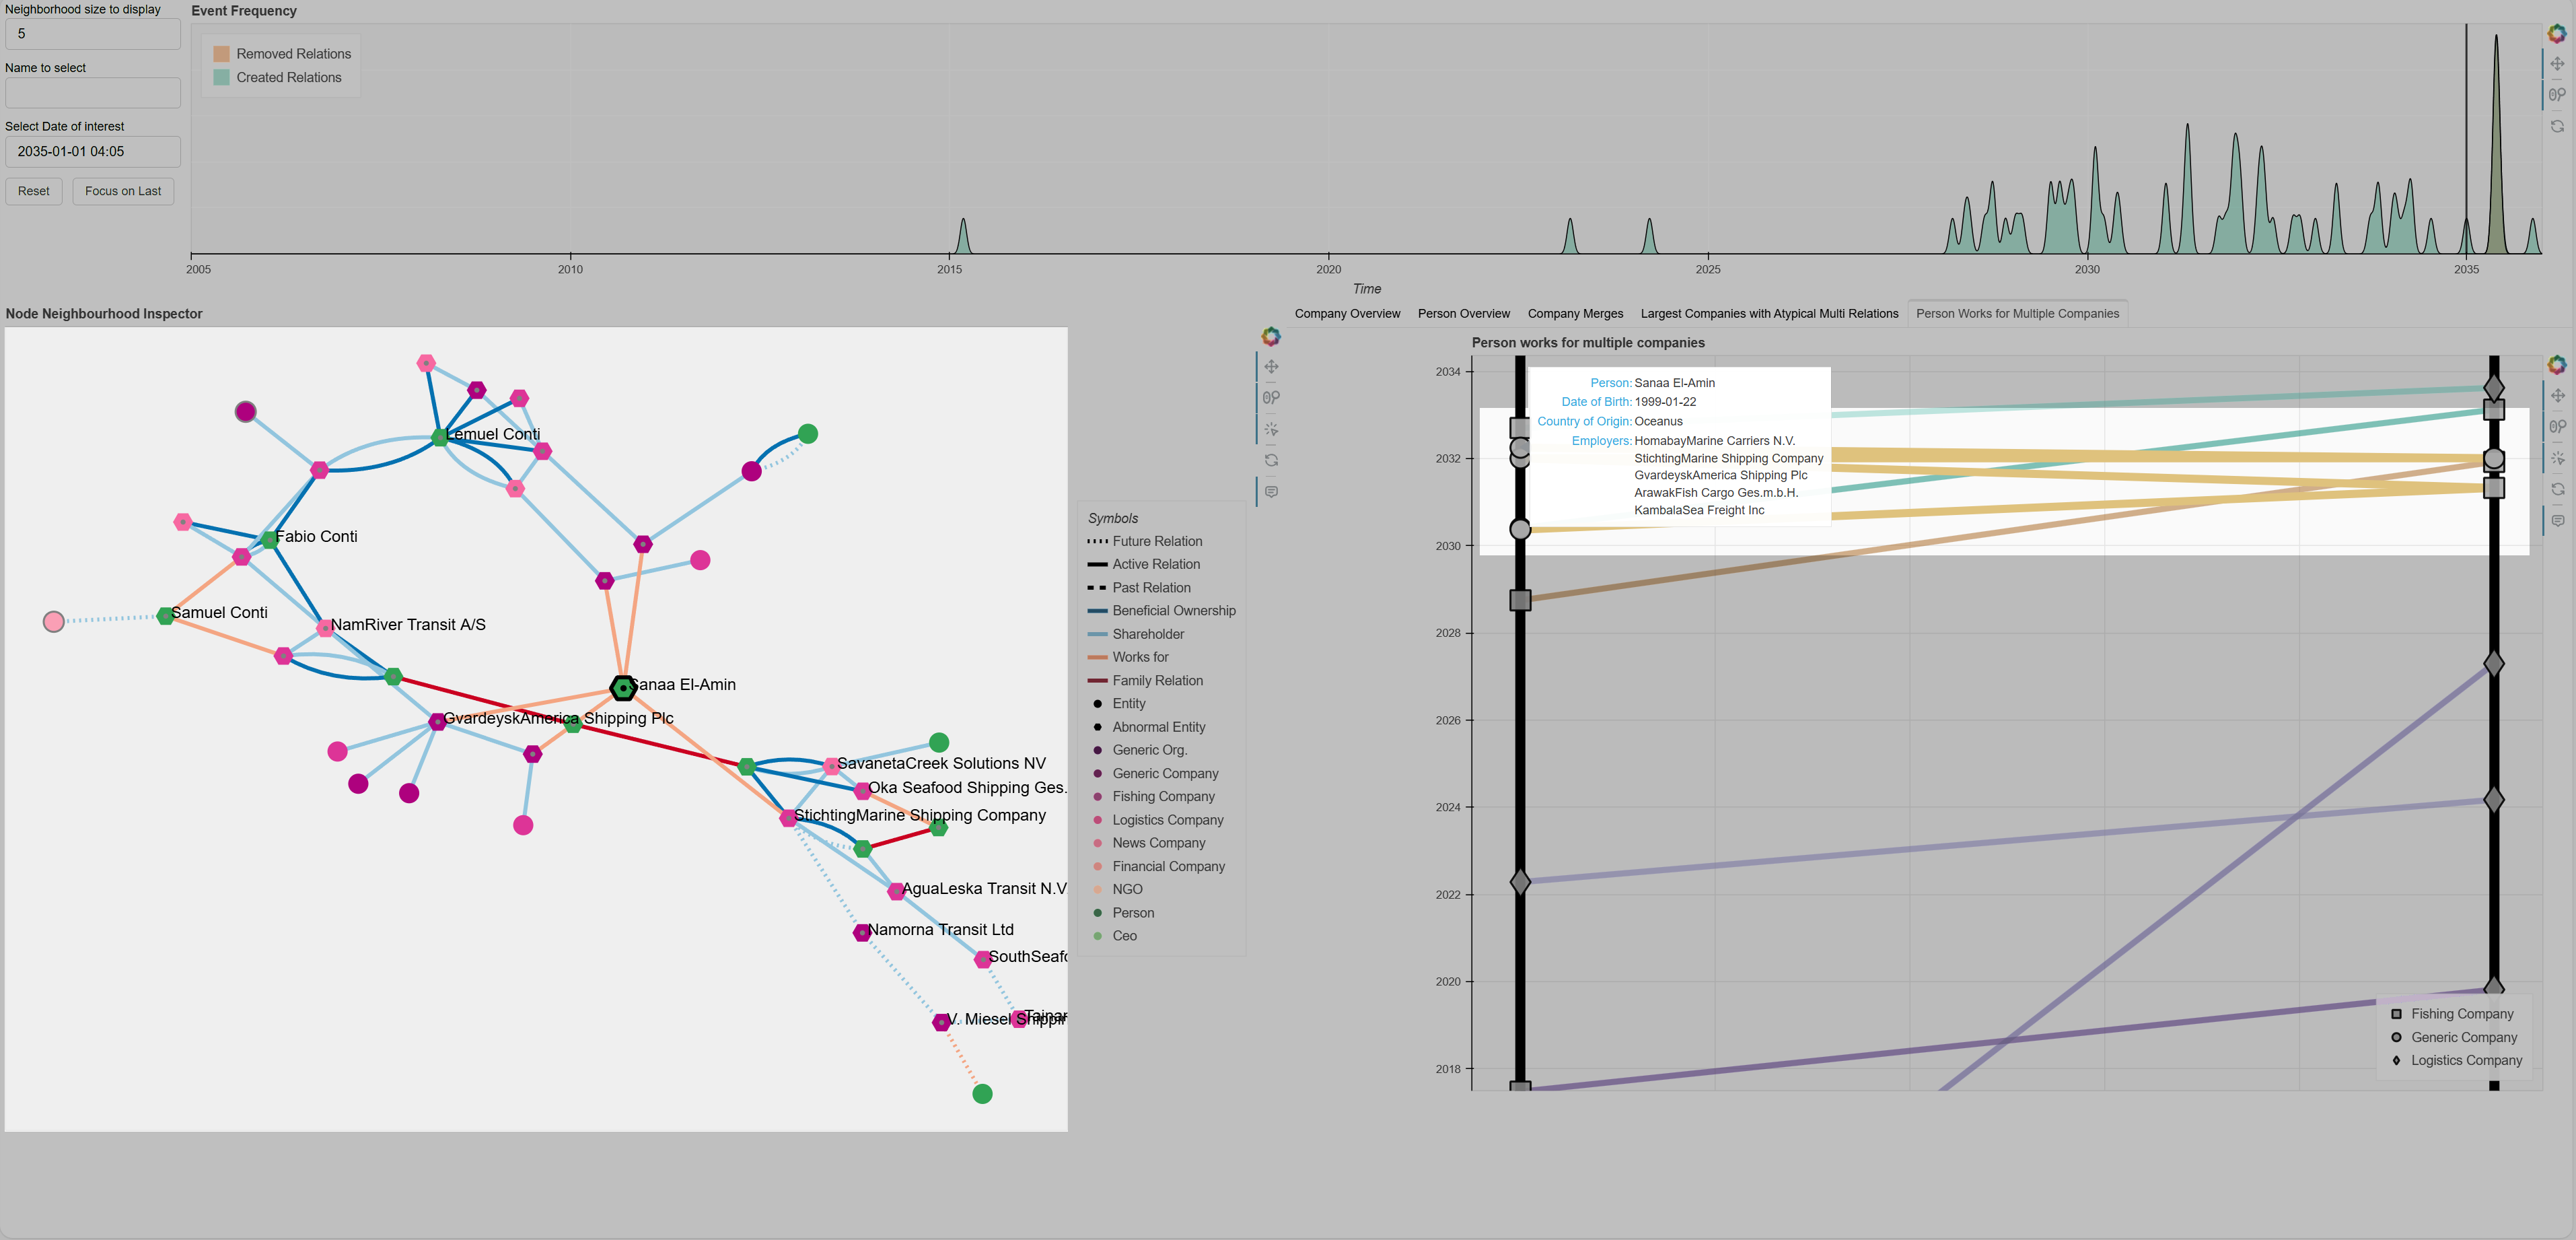 Neighborhood size to display
5
Name to select
Select Date of interest
2035-01-01 04:05
Reset
Focus on Last
Event Frequency
Removed Relations
Created Relations
2005
2010
2015
2020
2025
2030
2035
Time
Node Neighbourhood Inspector
Lemuel Conti
Fabio Conti
Samuel Conti
NamRiver Transit A/S
Sanaa El-Amin
GvardeyskAmerica Shipping Plc
SavanetaCreek Solutions NV
Oka Seafood Shipping Ges.
StichtingMarine Shipping Company
AguaLeska Transit N.V
Namorna Transit Ltd
SouthSeaf
V. Miesel Shippin
Symbols
Future Relation
Active Relation
Past Relation
Beneficial Ownership
Shareholder
Works for
Family Relation
Entity
Abnormal Entity
Generic Org.
Generic Company
Fishing Company
Logistics Company
News Company
Financial Company
NGO
Person
Ceo
Company Overview
Person Overview
Company Merges
Largest Companies with Atypical Multi Relations
Person Works for Multiple Companies
Person works for multiple companies
2034
2032
2030
2028
2026
2024
2022
2020
2018
Person: Sanaa El-Amin
Date of Birth: 1999-01-22
Country of Origin: Oceanus
Employers: HomabayMarine Carriers N.V.
StichtingMarine Shipping Company
GvardeyskAmerica Shipping Plc
ArawakFish Cargo Ges.m.b.H.
KambalaSea Freight Inc
Fishing Company
Generic Company
Logistics Company